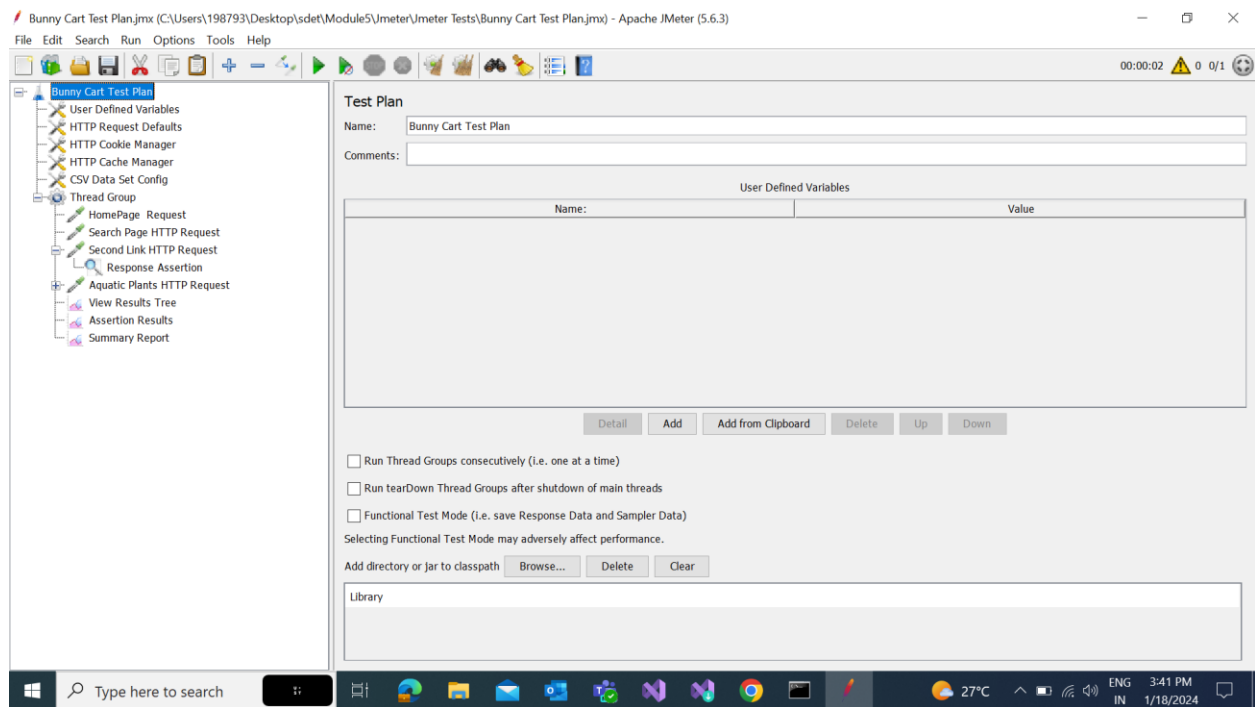 Bunny Cart Test Plan.jmx (C:\Users\198793\Desktop\sdet\Module5\Jmeter\Jmeter Tests\Bunny Cart Test Plan.jmx) - Apache JMeter (5.6.3)
File Edit Search Run Options Tools Help
00:00:02 0 0/1
Bunny Cart Test Plan
User Defined Variables
HTTP Request Defaults
HTTP Cookie Manager
HTTP Cache Manager
CSV Data Set Config
Thread Group
HomePage Request
Search Page HTTP Request
Second Link HTTP Request
Response Assertion
Aquatic Plants HTTP Request
View Results Tree
Assertion Results
Summary Report
Test Plan
Name: Bunny Cart Test Plan
Comments:
User Defined Variables
Name: Value
Detail Add Add from Clipboard Delete Up Down
Run Thread Groups consecutively (i.e. one at a time)
Run tearDown Thread Groups after shutdown of main threads
Functional Test Mode (i.e. save Response Data and Sampler Data)
Selecting Functional Test Mode may adversely affect performance.
Add directory or jar to classpath Browse... Delete Clear
Library
Type here to search
27°C
ENG
IN
3:41 PM
1/18/2024